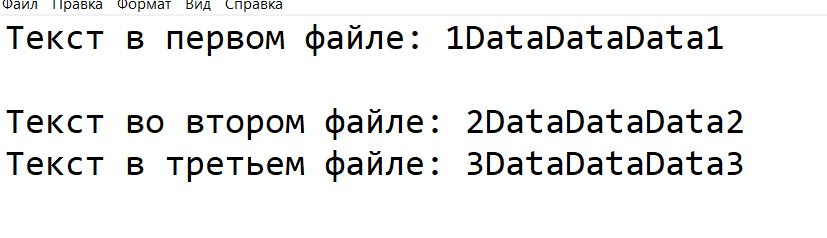 Файл Правка Формат Вид Справка
Текст в первом файле: 1DataDataData1
Текст во втором файле: 2DataDataData2
Текст в третьем файле: 3DataDataData3